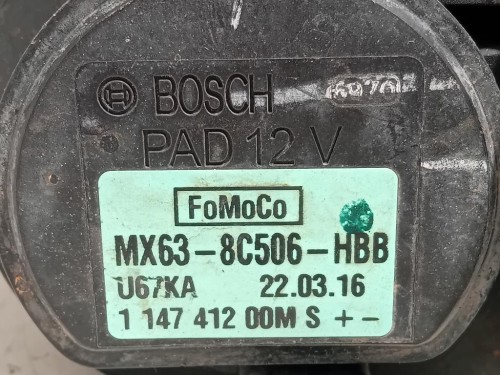 BOSCH
PAD 12 V
FoMoCo
MX63-8C506-HBB
U67KA 22.03.16
1 147 412 00M S + -